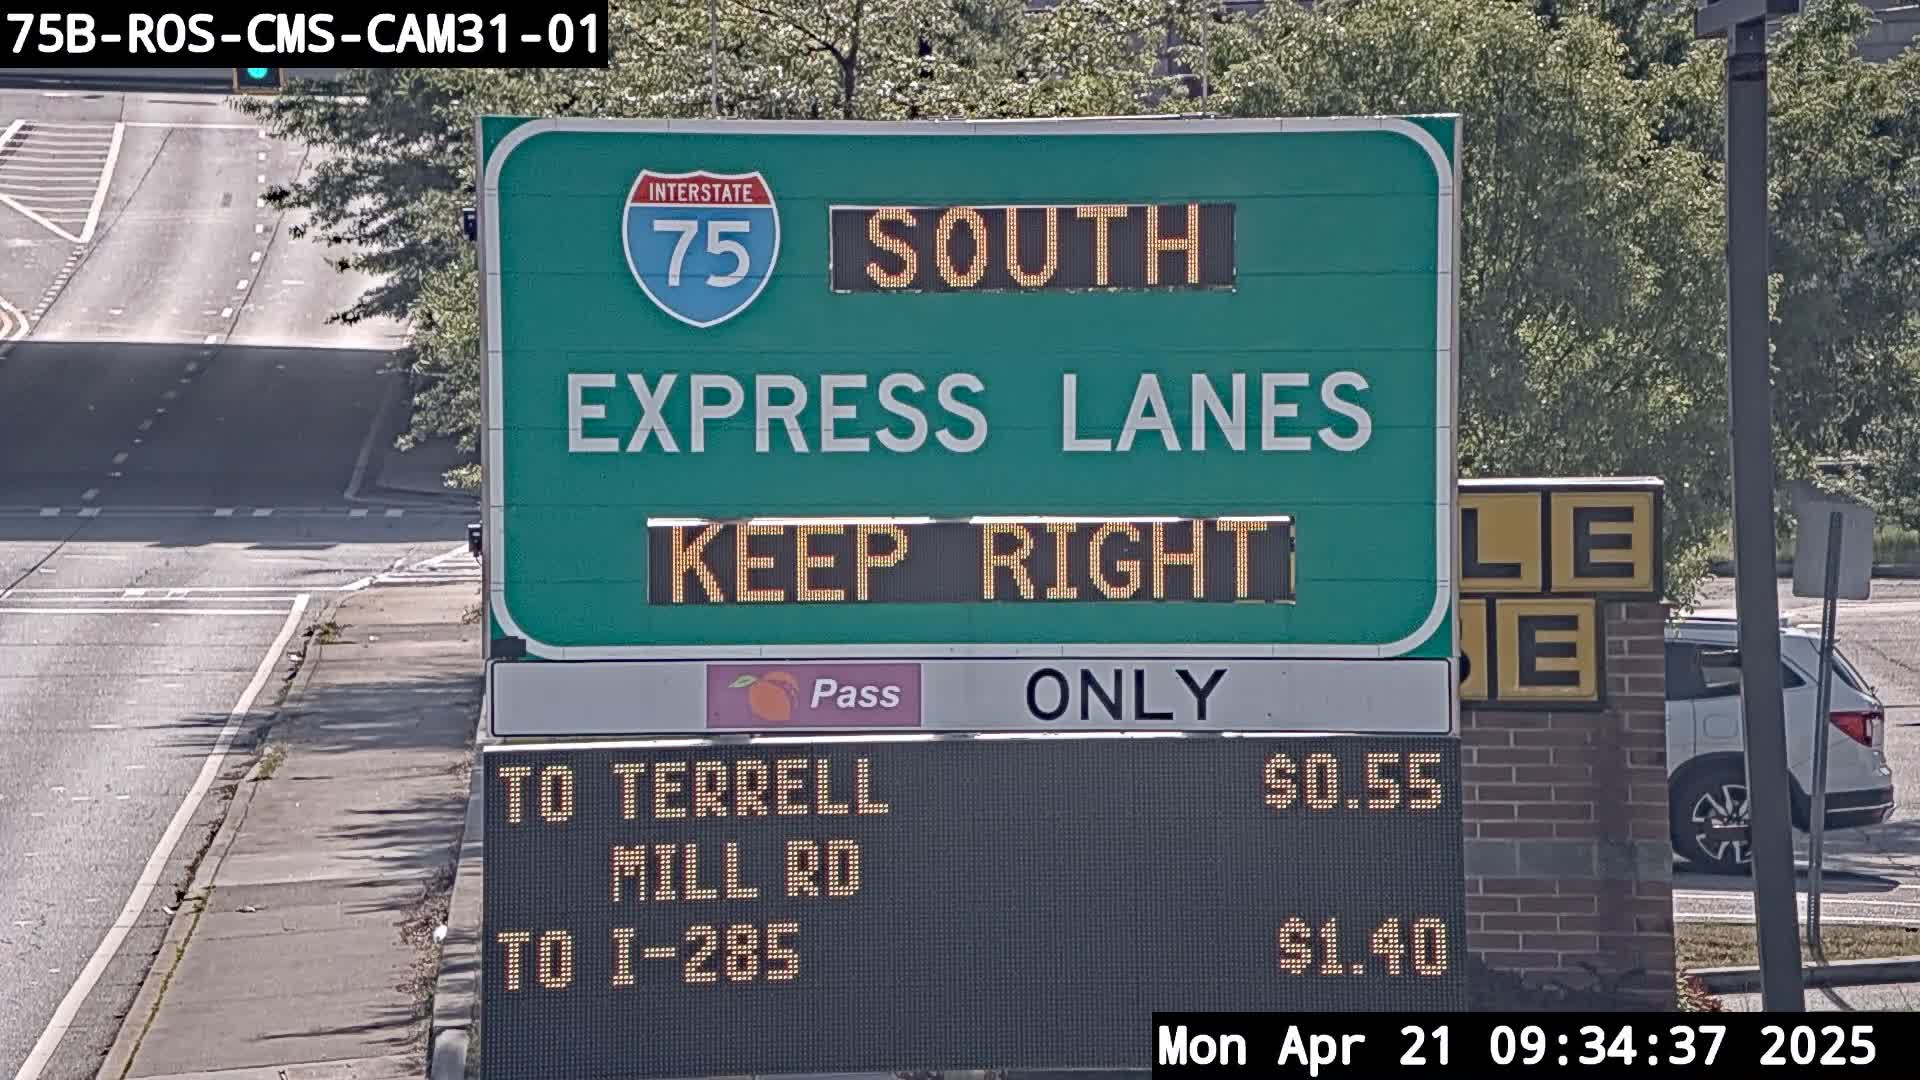 75B-ROS-CMS-CAM31-01
INTERSTATE
75
SOUTH
EXPRESS LANES
KEEP RIGHT
LE
E
Pass ONLY
TO TERRELL $0.55
MILL RD
TO I-285 $1.40
Mon Apr 21 09:34:37 2025